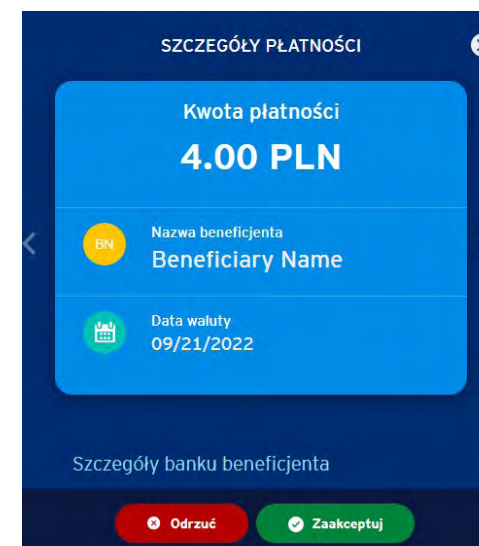 SZCZEGÓŁY PŁATNOŚCI
Kwota płatności
4.00 PLN
BN
Nazwa beneficjenta
Beneficiary Name
Data waluty
09/21/2022
Szczegóły banku beneficjenta
Odrzuć
Zaakceptuj